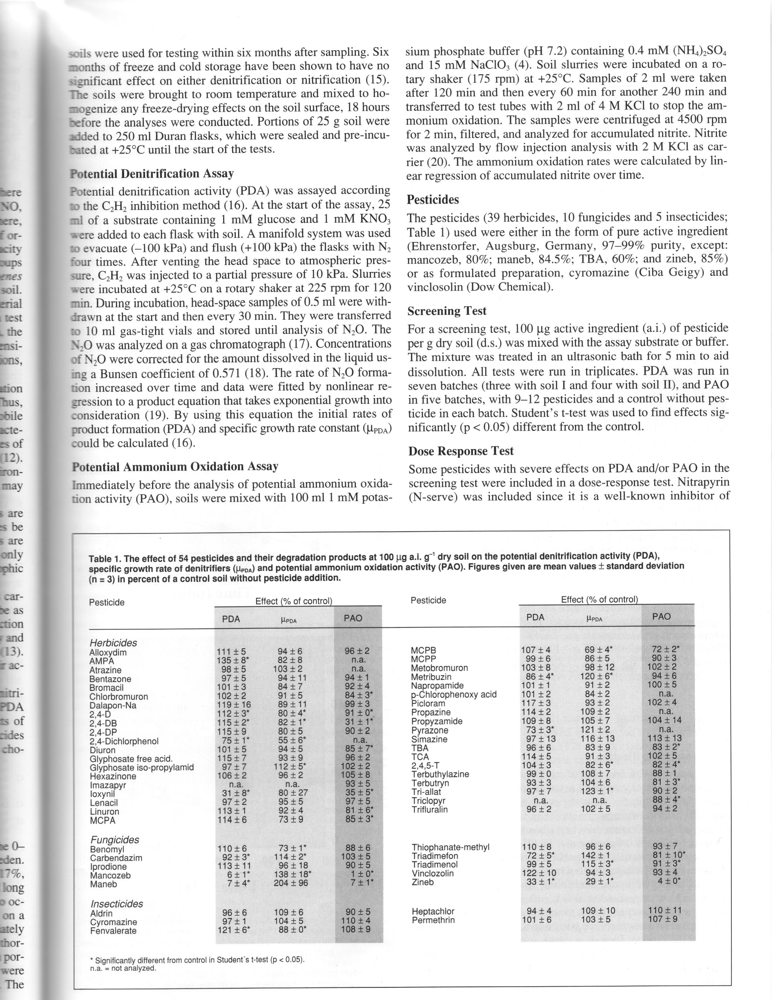 soils were used for testing within six months after sampling. Six
months of freeze and cold storage have been shown to have no
significant effect on either denitrification or nitrification (15).
The soils were brought to room temperature and mixed to ho-
mogenize any freeze-drying effects on the soil surface, 18 hours
before the analyses were conducted. Portions of 25 g soil were
added to 250 ml Duran flasks, which were sealed and pre-incu-
bated at +25°C until the start of the tests.
Potential Denitrification Assay
Potential denitrification activity (PDA) was assayed according
to the C₂H₂ inhibition method (16). At the start of the assay, 25
ml of a substrate containing 1 mM glucose and 1 mM KNO₃
were added to each flask with soil. A manifold system was used
to evacuate (–100 kPa) and flush (+100 kPa) the flasks with N₂
four times. After venting the head space to atmospheric pres-
sure, C₂H₂ was injected to a partial pressure of 10 kPa. Slurries
were incubated at +25°C on a rotary shaker at 225 rpm for 120
min. During incubation, head-space samples of 0.5 ml were with-
drawn at the start and then every 30 min. They were transferred
to 10 ml gas-tight vials and stored until analysis of N₂O. The
N₂O was analyzed on a gas chromatograph (17). Concentrations
of N₂O were corrected for the amount dissolved in the liquid us-
ing a Bunsen coefficient of 0.571 (18). The rate of N₂O forma-
tion increased over time and data were fitted by nonlinear re-
gression to a product equation that takes exponential growth into
consideration (19). By using this equation the initial rates of
product formation (PDA) and specific growth rate constant (μPDA)
could be calculated (16).
Potential Ammonium Oxidation Assay
Immediately before the analysis of potential ammonium oxida-
tion activity (PAO), soils were mixed with 100 ml 1 mM potas-
sium phosphate buffer (pH 7.2) containing 0.4 mM (NH₄)₂SO₄
and 15 mM NaClO₃ (4). Soil slurries were incubated on a ro-
tary shaker (175 rpm) at +25°C. Samples of 2 ml were taken
after 120 min and then every 60 min for another 240 min and
transferred to test tubes with 2 ml of 4 M KCl to stop the am-
monium oxidation. The samples were centrifuged at 4500 rpm
for 2 min, filtered, and analyzed for accumulated nitrite. Nitrite
was analyzed by flow injection analysis with 2 M KCl as car-
rier (20). The ammonium oxidation rates were calculated by lin-
ear regression of accumulated nitrite over time.
Pesticides
The pesticides (39 herbicides, 10 fungicides and 5 insecticides;
Table 1) used were either in the form of pure active ingredient
(Ehrenstorfer, Augsburg, Germany, 97–99% purity, except:
mancozeb, 80%; maneb, 84.5%; TBA, 60%; and zineb, 85%)
or as formulated preparation, cyromazine (Ciba Geigy) and
vinclosolin (Dow Chemical).
Screening Test
For a screening test, 100 μg active ingredient (a.i.) of pesticide
per g dry soil (d.s.) was mixed with the assay substrate or buffer.
The mixture was treated in an ultrasonic bath for 5 min to aid
dissolution. All tests were run in triplicates. PDA was run in
seven batches (three with soil I and four with soil II), and PAO
in five batches, with 9–12 pesticides and a control without pes-
ticide in each batch. Student's t-test was used to find effects sig-
nificantly (p < 0.05) different from the control.
Dose Response Test
Some pesticides with severe effects on PDA and/or PAO in the
screening test were included in a dose-response test. Nitrapyrin
(N-serve) was included since it is a well-known inhibitor of
Table 1. The effect of 54 pesticides and their degradation products at 100 μg a.i. g⁻¹ dry soil on the potential denitrification activity (PDA),
specific growth rate of denitrifiers (μPDA) and potential ammonium oxidation activity (PAO). Figures given are mean values ± standard deviation
(n = 3) in percent of a control soil without pesticide addition.
Pesticide Effect (% of control) Pesticide Effect (% of control)
PDA μPDA PAO PDA μPDA PAO
Herbicides
Alloxydim 111 ± 5 94 ± 6 96 ± 2 MCPB 107 ± 4 69 ± 4* 72 ± 2*
AMPA 135 ± 8* 82 ± 8 n.a. MCPP 99 ± 6 86 ± 5 90 ± 3
Atrazine 98 ± 5 103 ± 2 n.a. Metobromuron 103 ± 8 98 ± 12 102 ± 2
Bentazone 97 ± 5 94 ± 11 94 ± 1 Metribuzin 86 ± 4* 120 ± 6* 94 ± 6
Bromacil 101 ± 3 84 ± 7 92 ± 4 Napropamide 101 ± 1 91 ± 2 100 ± 5
Chlorbromuron 102 ± 2 91 ± 5 84 ± 3* p-Chlorophenoxy acid 101 ± 2 84 ± 2 n.a.
Dalapon-Na 119 ± 16 89 ± 11 99 ± 3 Picloram 117 ± 3 93 ± 2 102 ± 4
2,4-D 112 ± 3* 80 ± 4* 91 ± 0* Propazine 114 ± 2 109 ± 2 n.a.
2,4-DB 115 ± 2* 82 ± 1* 31 ± 1* Propyzamide 109 ± 8 105 ± 7 104 ± 14
2,4-DP 115 ± 9 80 ± 5 90 ± 2 Pyrazone 73 ± 3* 121 ± 2 n.a.
2,4-Dichlorphenol 75 ± 1* 55 ± 6* n.a. Simazine 97 ± 13 116 ± 13 113 ± 13
Diuron 101 ± 5 94 ± 5 85 ± 7* TBA 96 ± 6 83 ± 9 83 ± 2*
Glyphosate free acid. 115 ± 7 93 ± 9 96 ± 2 TCA 114 ± 5 91 ± 3 102 ± 5
Glyphosate iso-propylamid 97 ± 7 112 ± 5* 102 ± 2 2,4,5-T 104 ± 3 82 ± 6* 82 ± 4*
Hexazinone 106 ± 2 96 ± 2 105 ± 8 Terbuthylazine 99 ± 0 108 ± 7 88 ± 1
Imazapyr n.a. n.a. 93 ± 5 Terbutryn 93 ± 3 104 ± 6 81 ± 3*
Ioxynil 31 ± 8* 80 ± 27 35 ± 5* Tri-allat 97 ± 7 123 ± 1* 90 ± 2
Lenacil 97 ± 2 95 ± 5 97 ± 5 Triclopyr n.a. n.a. 88 ± 4*
Linuron 113 ± 1 92 ± 4 81 ± 6* Trifluralin 96 ± 2 102 ± 5 94 ± 2
MCPA 114 ± 6 73 ± 9 85 ± 3*
Fungicides
Benomyl 110 ± 6 73 ± 1* 88 ± 6 Thiophanate-methyl 110 ± 8 96 ± 6 93 ± 7
Carbendazim 92 ± 3* 114 ± 2* 103 ± 5 Triadimefon 72 ± 5* 142 ± 1 81 ± 10*
Iprodione 113 ± 11 96 ± 18 90 ± 5 Triadimenol 99 ± 5 115 ± 3* 91 ± 3*
Mancozeb 6 ± 1* 138 ± 18* 1 ± 0* Vinclozolin 122 ± 10 94 ± 3 93 ± 4
Maneb 7 ± 4* 204 ± 96 7 ± 1* Zineb 33 ± 1* 29 ± 1* 4 ± 0*
Insecticides
Aldrin 96 ± 6 109 ± 6 90 ± 5 Heptachlor 94 ± 4 109 ± 10 110 ± 11
Cyromazine 97 ± 1 104 ± 5 110 ± 4 Permethrin 101 ± 6 103 ± 5 107 ± 9
Fenvalerate 121 ± 6* 88 ± 0* 108 ± 9
* Significantly different from control in Student´s t-test (p < 0.05).
n.a. = not analyzed.